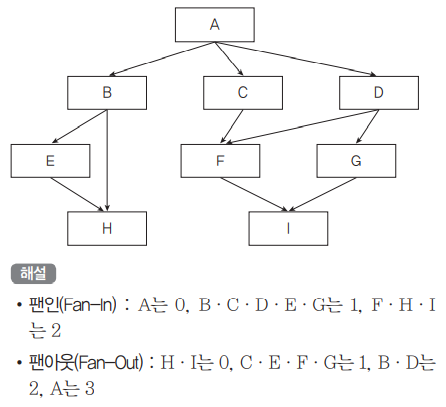 A
B
C
D
E
F
G
H
I
해설
• 팬인(Fan-In) : A는 0, B·C·D·E·G는 1, F·H·I
는 2
• 팬아웃(Fan-Out) : H·I는 0, C·E·F·G는 1, B·D는
2, A는 3